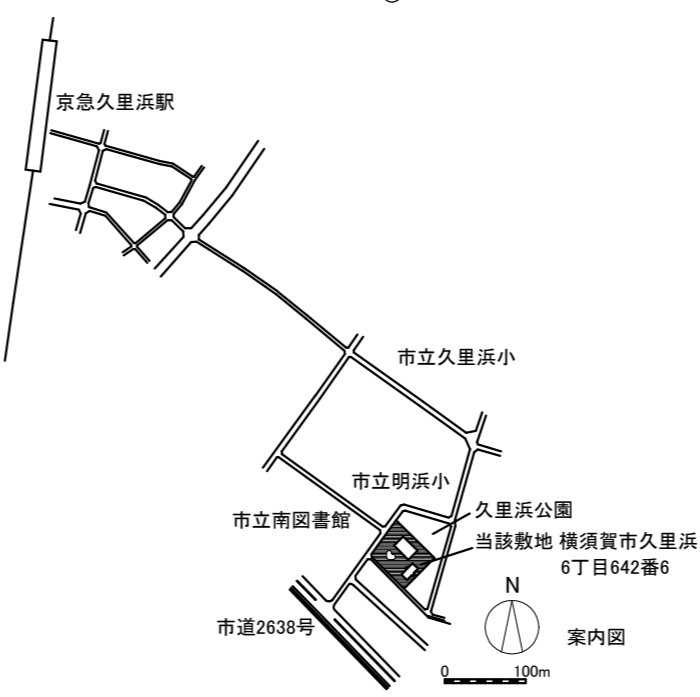 京急久里浜駅
市立久里浜小
市立明浜小
市立南図書館
久里浜公園
当該敷地 横須賀市久里浜
6丁目642番6
市道2638号
N
案内図
0 100m